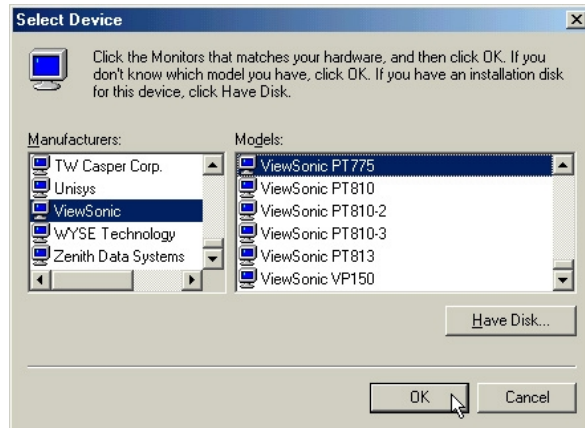 Select Device
Click the Monitors that matches your hardware, and then click OK. If you
don't know which model you have, click OK. If you have an installation disk
for this device, click Have Disk.
Manufacturers:
TW Casper Corp.
Unisys
ViewSonic
WYSE Technology
Zenith Data Systems
Models:
ViewSonic PT775
ViewSonic PT810
ViewSonic PT810-2
ViewSonic PT810-3
ViewSonic PT813
ViewSonic VP150
Have Disk...
OK
Cancel